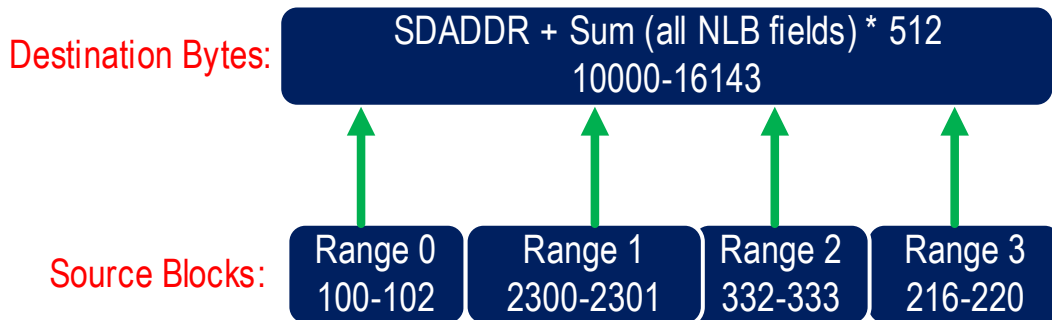 Destination Bytes:
SDADDR + Sum (all NLB fields) * 512
10000-16143
Source Blocks:
Range 0
100-102
Range 1
2300-2301
Range 2
332-333
Range 3
216-220